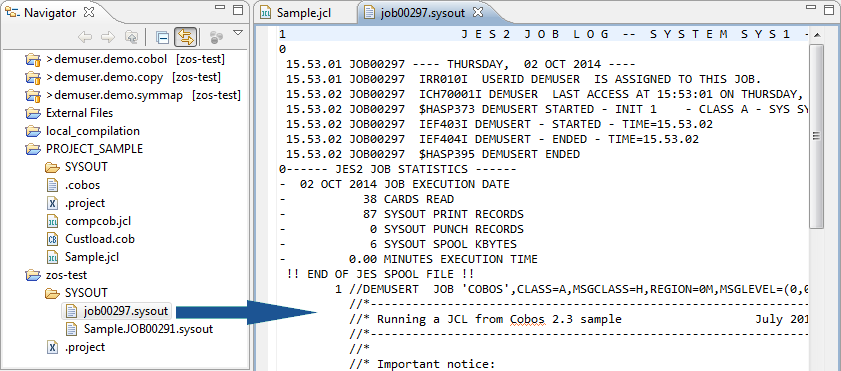 Navigator
>demuser.demo.cobol [zos-test]
>demuser.demo.copy [zos-test]
>demuser.demo.symmap [zos-test]
External Files
local_compilation
PROJECT_SAMPLE
SYSOUT
.cobos
.project
compcob.jcl
Custload.cob
Sample.jcl
zos-test
SYSOUT
job00297.sysout
Sample.JOB00291.sysout
.project
Sample.jcl
job00297.sysout
1                         J E S 2  J O B  L O G  --  S Y S T E M  S Y S 1  -
0
 15.53.01 JOB00297  ---- THURSDAY,  02 OCT 2014 ----
 15.53.01 JOB00297  IRR010I  USERID DEMUSER  IS ASSIGNED TO THIS JOB.
 15.53.02 JOB00297  ICH70001I DEMUSER  LAST ACCESS AT 15:53:01 ON THURSDAY,
 15.53.02 JOB00297  $HASP373 DEMUSERT STARTED - INIT 1    - CLASS A - SYS SY
 15.53.02 JOB00297  IEF403I DEMUSERT - STARTED - TIME=15.53.02
 15.53.02 JOB00297  IEF404I DEMUSERT - ENDED - TIME=15.53.02
 15.53.02 JOB00297  $HASP395 DEMUSERT ENDED
0------ JES2 JOB STATISTICS ------
-  02 OCT 2014 JOB EXECUTION DATE
-           38 CARDS READ
-           87 SYSOUT PRINT RECORDS
-            0 SYSOUT PUNCH RECORDS
-            6 SYSOUT SPOOL KBYTES
-         0.00 MINUTES EXECUTION TIME
 !! END OF JES SPOOL FILE !!
        1 //DEMUSERT  JOB 'COBOS',CLASS=A,MSGCLASS=H,REGION=0M,MSGLEVEL=(0,0
          //*-----------------------------------------------------------------
          //* Running a JCL from Cobos 2.3 sample                    July 201
          //*-----------------------------------------------------------------
          //*
          //* Important notice: